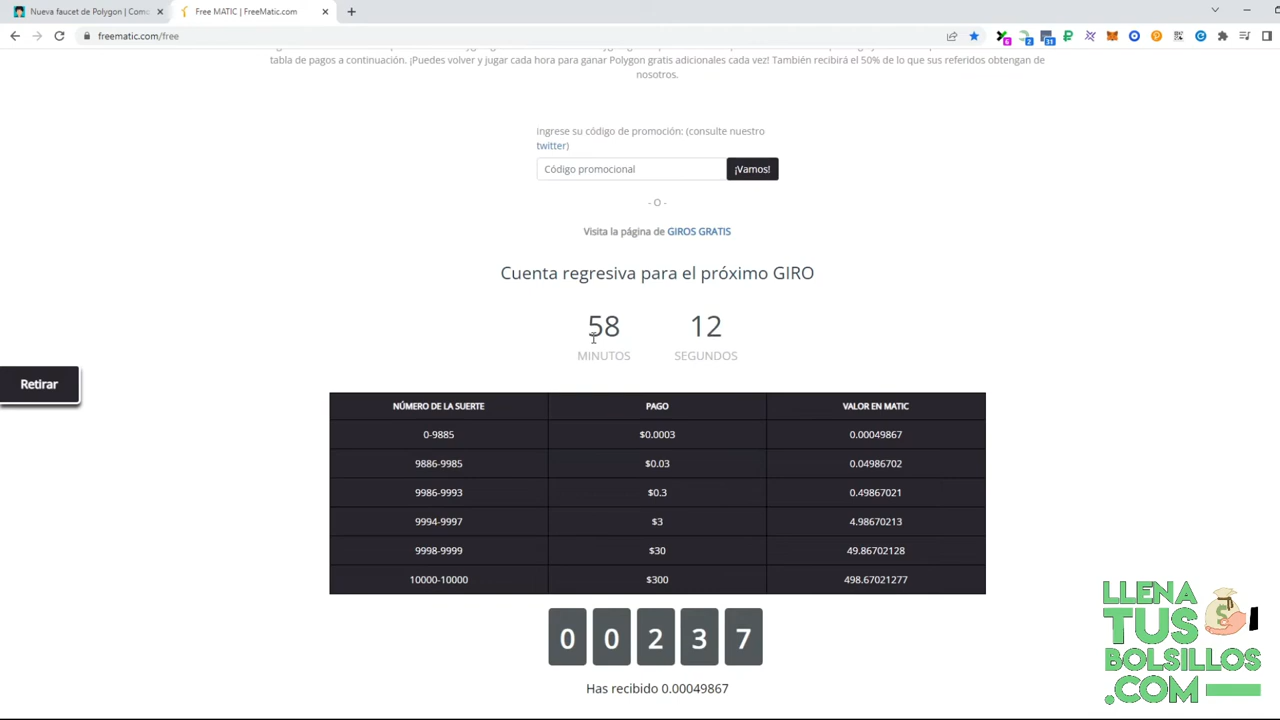 Nueva faucet de Polygon | Como
Free MATIC | FreeMatic.com
freematic.com/free
tabla de pagos a continuación. ¡Puedes volver y jugar cada hora para ganar Polygon gratis adicionales cada vez! También recibirá el 50% de lo que sus referidos obtengan de
nosotros.
ingrese su código de promoción: (consulte nuestro
twitter)
Código promocional
¡Vamos!
- O -
Visita la página de GIROS GRATIS
Cuenta regresiva para el próximo GIRO
58 12
MINUTOS SEGUNDOS
Retirar
NÚMERO DE LA SUERTE PAGO VALOR EN MATIC
0-9885 $0.0003 0.00049867
9886-9985 $0.03 0.04986702
9986-9993 $0.3 0.49867021
9994-9997 $3 4.98670213
9998-9999 $30 49.86702128
10000-10000 $300 498.67021277
0 0 2 3 7
Has recibido 0.00049867
LLENA
TUS
BOLSILLOS
.COM